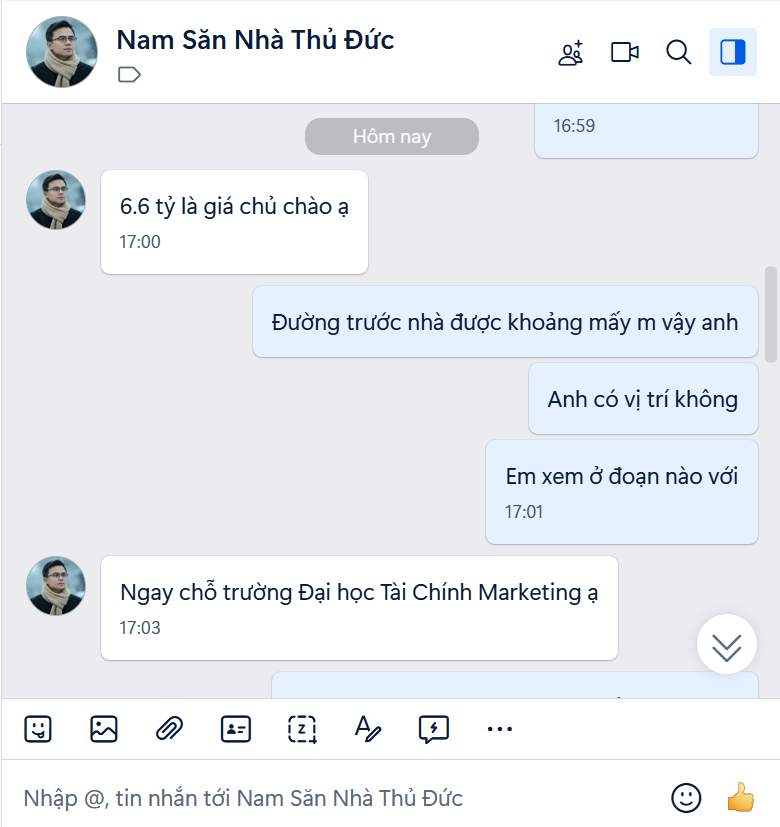 Nam Săn Nhà Thủ Đức
16:59
Hôm nay
6.6 tỷ là giá chủ chào ạ
17:00
Đường trước nhà được khoảng mấy m vậy anh
Anh có vị trí không
Em xem ở đoạn nào với
17:01
Ngay chỗ trường Đại học Tài Chính Marketing ạ
17:03
Nhập @, tin nhắn tới Nam Săn Nhà Thủ Đức